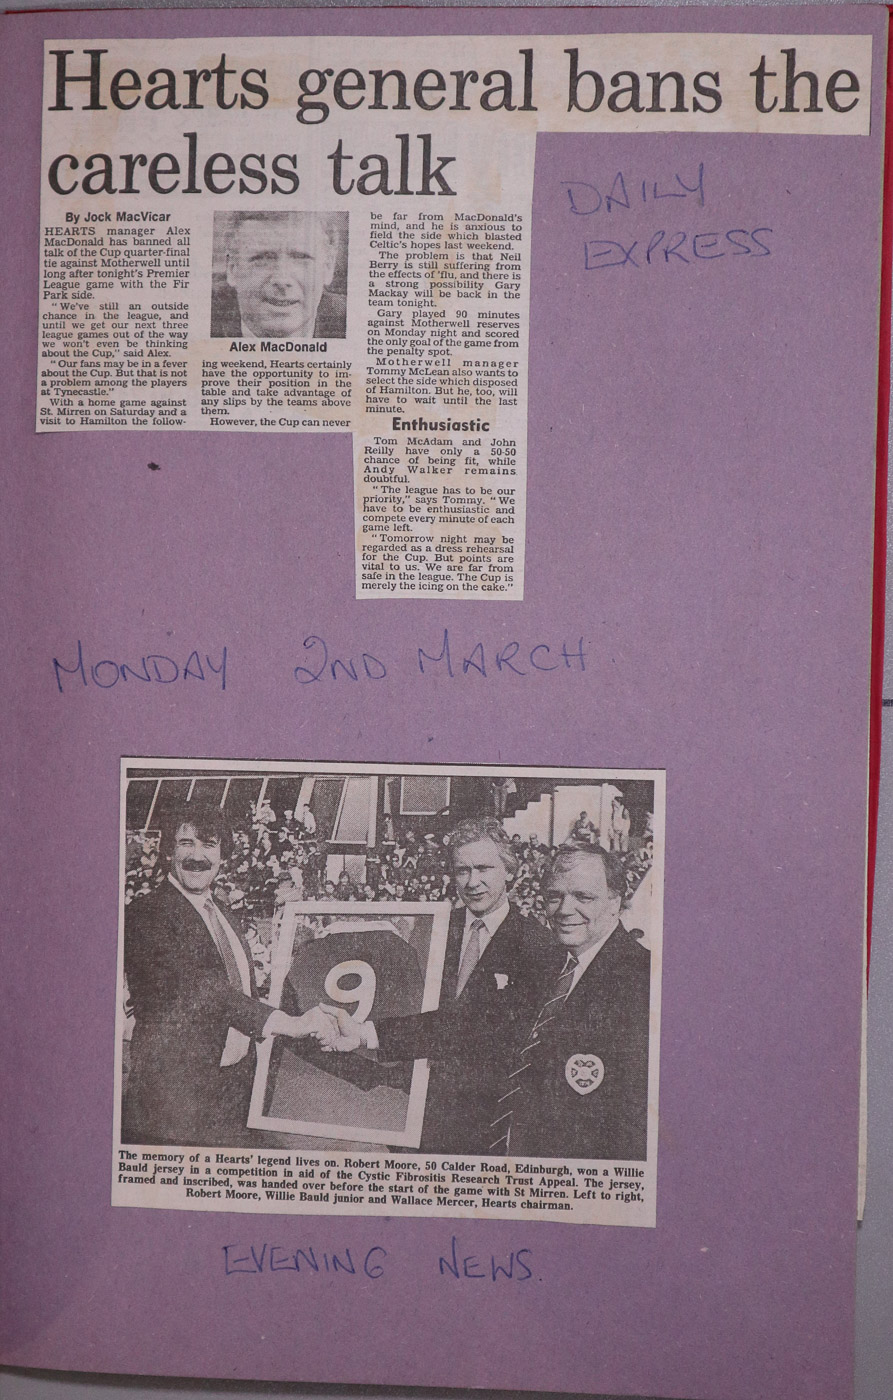 Hearts general bans the
careless talk
DAILY
EXPRESS
By Jock MacVicar
HEARTS manager Alex
MacDonald has banned all
talk of the Cup quarter-final
tie against Motherwell until
long after tonight's Premier
League game with the Fir
Park side.
"We've still an outside
chance in the league, and
until we get our next three
league games out of the way
we won't even be thinking
about the Cup," said Alex.
"Our fans may be in a fever
about the Cup. But that is not
a problem among the players
at Tynecastle."
With a home game against
St. Mirren on Saturday and a
visit to Hamilton the follow-
Alex MacDonald
ing weekend, Hearts certainly
have the opportunity to im-
prove their position in the
table and take advantage of
any slips by the teams above
them.
However, the Cup can never
be far from MacDonald's
mind, and he is anxious to
field the side which blasted
Celtic's hopes last weekend.
The problem is that Neil
Berry is still suffering from
the effects of 'flu, and there is
a strong possibility Gary
Mackay will be back in the
team tonight.
Gary played 90 minutes
against Motherwell reserves
on Monday night and scored
the only goal of the game from
the penalty spot.
Motherwell manager
Tommy McLean also wants to
select the side which disposed
of Hamilton. But he, too, will
have to wait until the last
minute.
Enthusiastic
Tom McAdam and John
Reilly have only a 50-50
chance of being fit, while
Andy Walker remains
doubtful.
"The league has to be our
priority," says Tommy. "We
have to be enthusiastic and
compete every minute of each
game left.
"Tomorrow night may be
regarded as a dress rehearsal
for the Cup. But points are
vital to us. We are far from
safe in the league. The Cup is
merely the icing on the cake."
MONDAY 2ND MARCH
9
The memory of a Hearts' legend lives on. Robert Moore, 50 Calder Road, Edinburgh, won a Willie
Bauld jersey in a competition in aid of the Cystic Fibrositis Research Trust Appeal. The jersey,
framed and inscribed, was handed over before the start of the game with St Mirren. Left to right,
Robert Moore, Willie Bauld junior and Wallace Mercer, Hearts chairman.
EVENING NEWS.